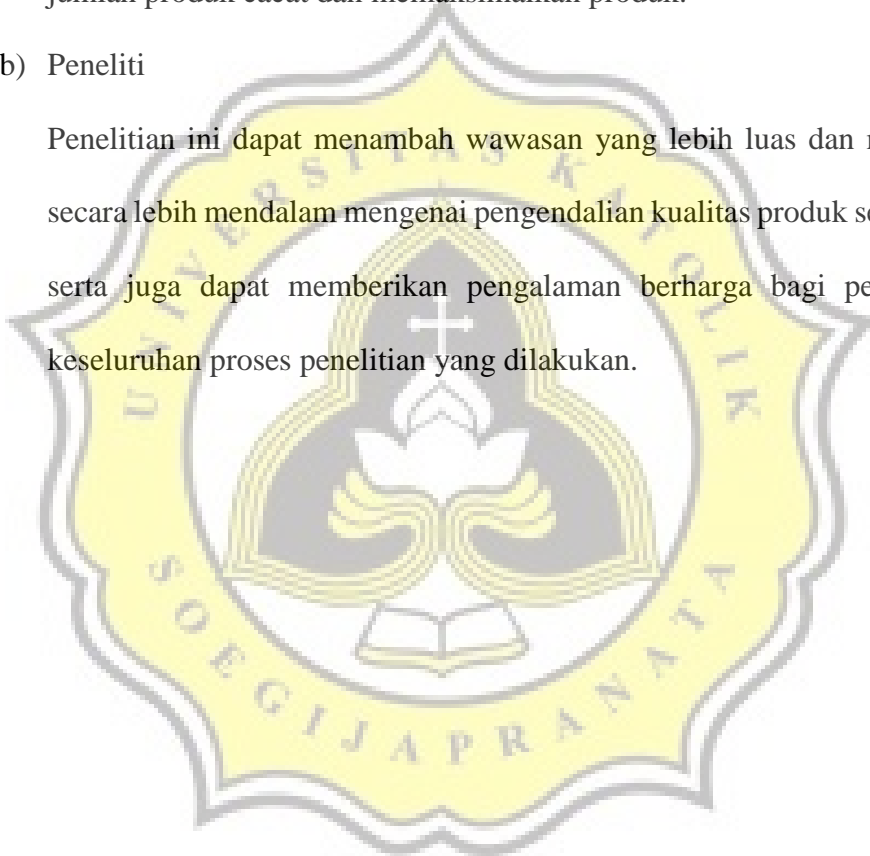 jumlah produk cacat dan memaksimalkan produk.
b) Peneliti
Penelitian ini dapat menambah wawasan yang lebih luas dan
secara lebih mendalam mengenai pengendalian kualitas produk
serta juga dapat memberikan pengalaman berharga bagi
keseluruhan proses penelitian yang dilakukan.
UNIVERSITAS KATOLIK
SOEGIJAPRANATA